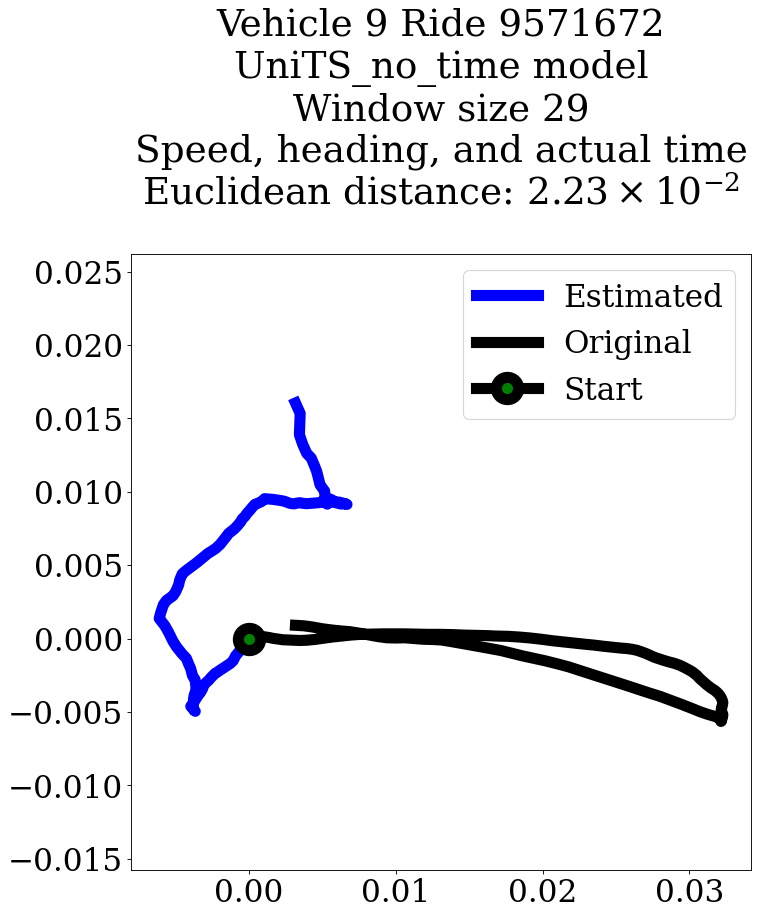 Vehicle 9 Ride 9571672
UniTS_no_time model
Window size 29
Speed, heading, and actual time
Euclidean distance: 2.23 × 10⁻²
Estimated
Original
Start
0.025
0.020
0.015
0.010
0.005
0.000
−0.005
−0.010
−0.015
0.00 0.01 0.02 0.03